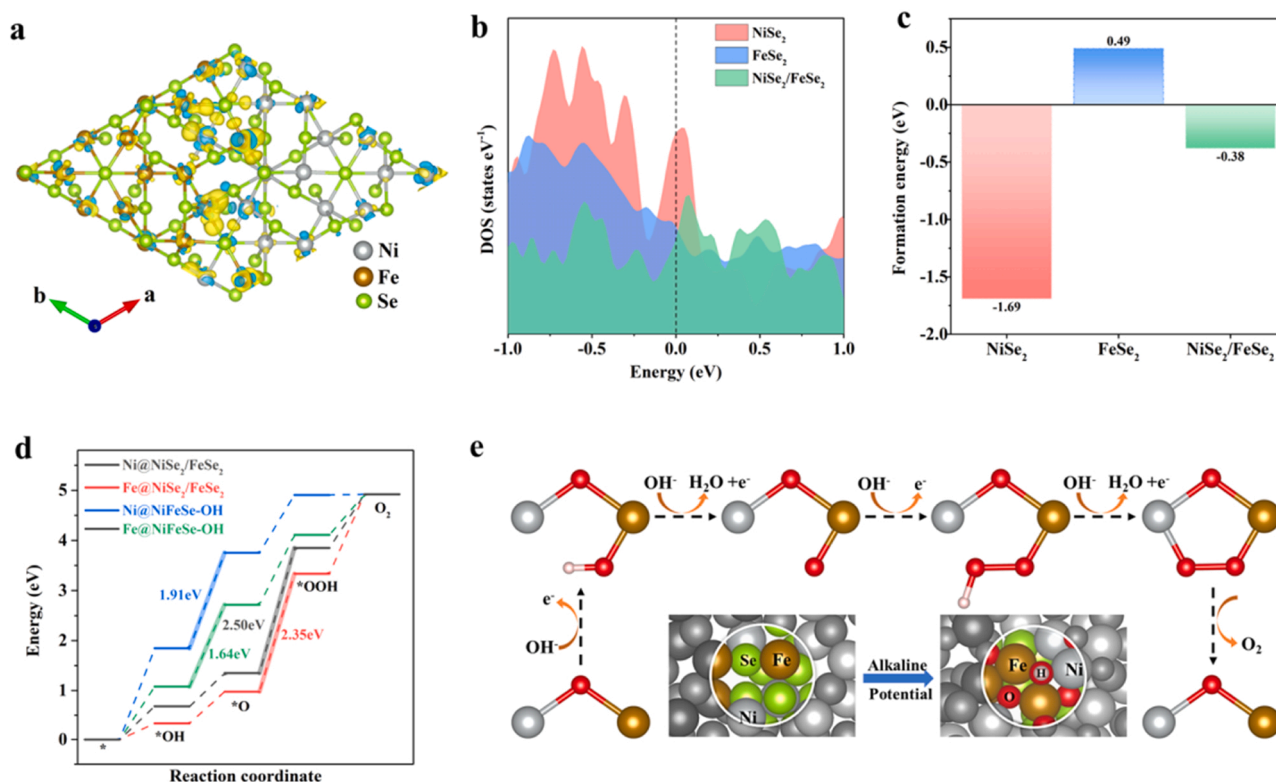 a
Ni
Fe
Se
b
a
b
NiSe₂
FeSe₂
NiSe₂/FeSe₂
DOS (states eV⁻¹)
-1.0
-0.5
0.0
0.5
1.0
Energy (eV)
c
0.5
0.0
-0.5
-1.0
-1.5
-2.0
Formation energy (eV)
0.49
-0.38
-1.69
NiSe₂
FeSe₂
NiSe₂/FeSe₂
d
Ni@NiSe₂/FeSe₂
Fe@NiSe₂/FeSe₂
Ni@NiFeSe-OH
Fe@NiFeSe-OH
5
4
3
2
1
0
Energy (eV)
O₂
*OOH
1.91eV
2.50eV
2.35eV
1.64eV
*O
*OH
*
Reaction coordinate
e
OH⁻
H₂O +e⁻
OH⁻
e⁻
OH⁻
H₂O +e⁻
e⁻
OH⁻
O₂
Se
Fe
Ni
Alkaline
Potential
Fe
H
Ni
O